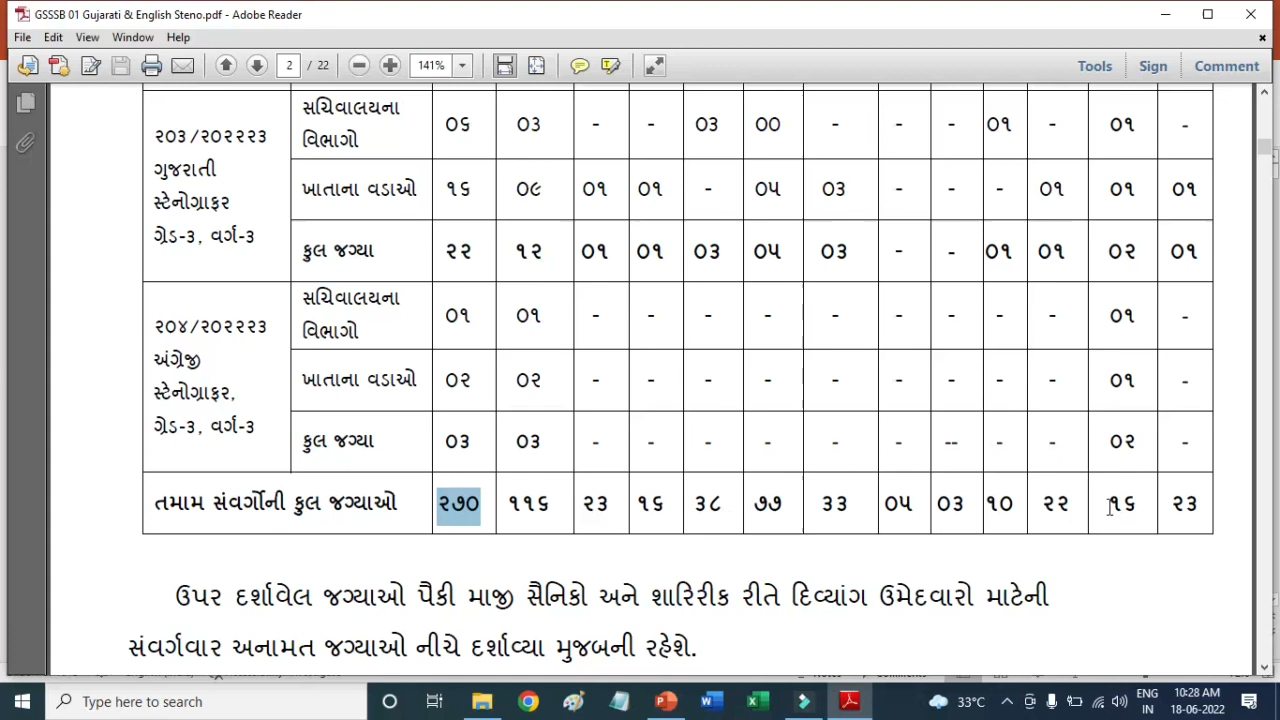 GSSSB 01 Gujarati & English Steno.pdf - Adobe Reader
File Edit View Window Help
2 / 22 141% Tools Sign Comment
૨૦૩/૨૦૨૨૨૩
ગુજરાતી
સ્ટેનોગ્રાફર
ગ્રેડ-૩, વર્ગ-૩
સચિવાલયના
વિભાગો
૦૬ ૦૩ - - ૦૩ ૦૦ - - - ૦૧ - ૦૧ -
ખાતાના વડાઓ ૧૬ ૦૯ ૦૧ ૦૧ - ૦૫ ૦૩ - - - ૦૧ ૦૧ ૦૧
કુલ જગ્યા ૨૨ ૧૨ ૦૧ ૦૧ ૦૩ ૦૫ ૦૩ - - ૦૧ ૦૧ ૦૨ ૦૧
૨૦૪/૨૦૨૨૨૩
અંગ્રેજી
સ્ટેનોગ્રાફર,
ગ્રેડ-૩, વર્ગ-૩
સચિવાલયના
વિભાગો
૦૧ ૦૧ - - - - - - - - - ૦૧ -
ખાતાના વડાઓ ૦૨ ૦૨ - - - - - - - - - ૦૧ -
કુલ જગ્યા ૦૩ ૦૩ - - - - - - -- - - ૦૨ -
તમામ સંવર્ગોની કુલ જગ્યાઓ ૨૭૦ ૧૧૬ ૨૩ ૧૬ ૩૮ ૭૭ ૩૩ ૦૫ ૦૩ ૧૦ ૨૨ ૧૬ ૨૩
ઉપર દર્શાવેલ જગ્યાઓ પૈકી માજી સૈનિકો અને શારિરીક રીતે દિવ્યાંગ ઉમેદવારો માટેની
સંવર્ગવાર અનામત જગ્યાઓ નીચે દર્શાવ્યા મુજબની રહેશે.
Type here to search 33°C ENG 10:28 AM
IN 18-06-2022